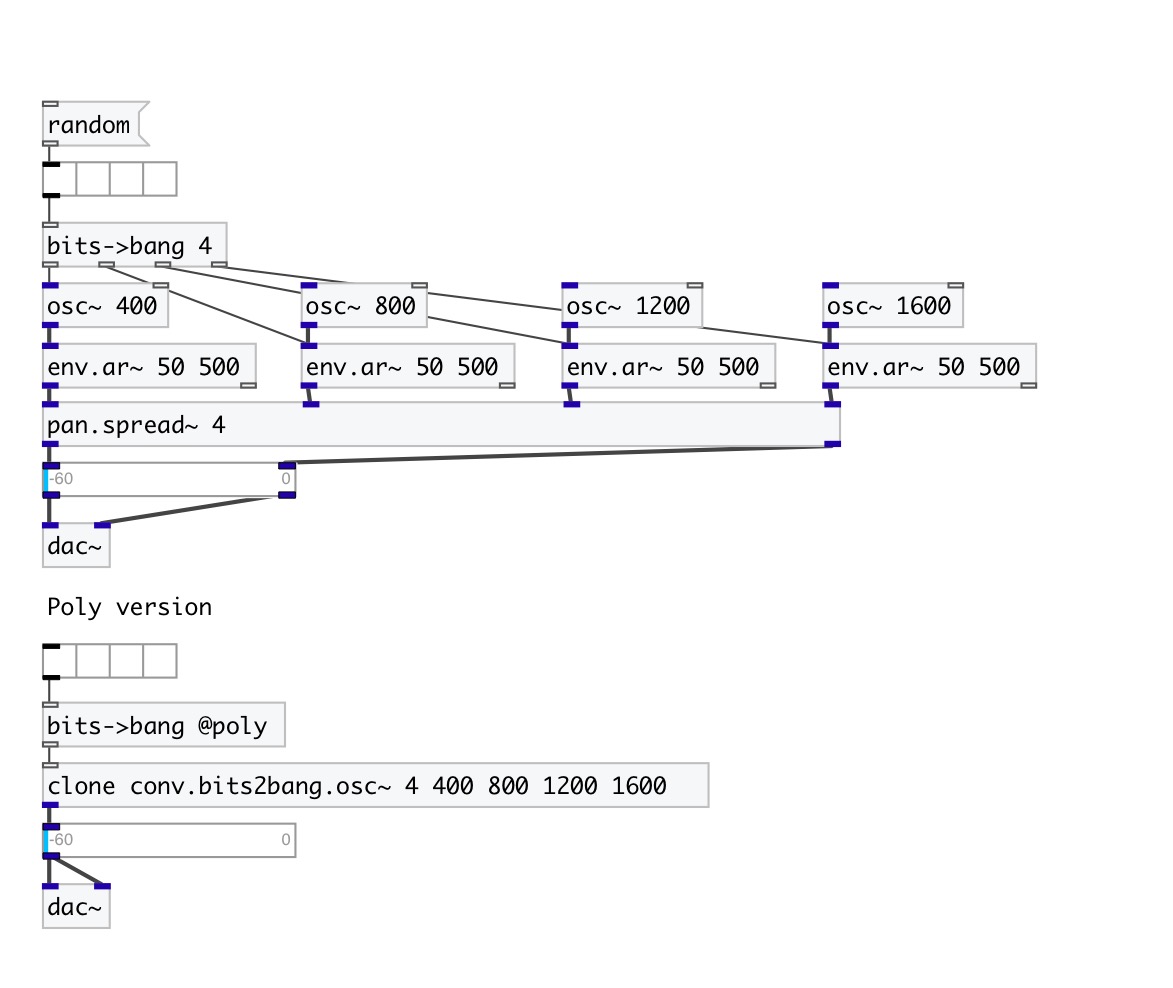 random
bits->bang 4
osc~ 400 osc~ 800 osc~ 1200 osc~ 1600
env.ar~ 50 500 env.ar~ 50 500 env.ar~ 50 500 env.ar~ 50 500
pan.spread~ 4
-60 0
dac~
Poly version
bits->bang @poly
clone conv.bits2bang.osc~ 4 400 800 1200 1600
-60 0
dac~